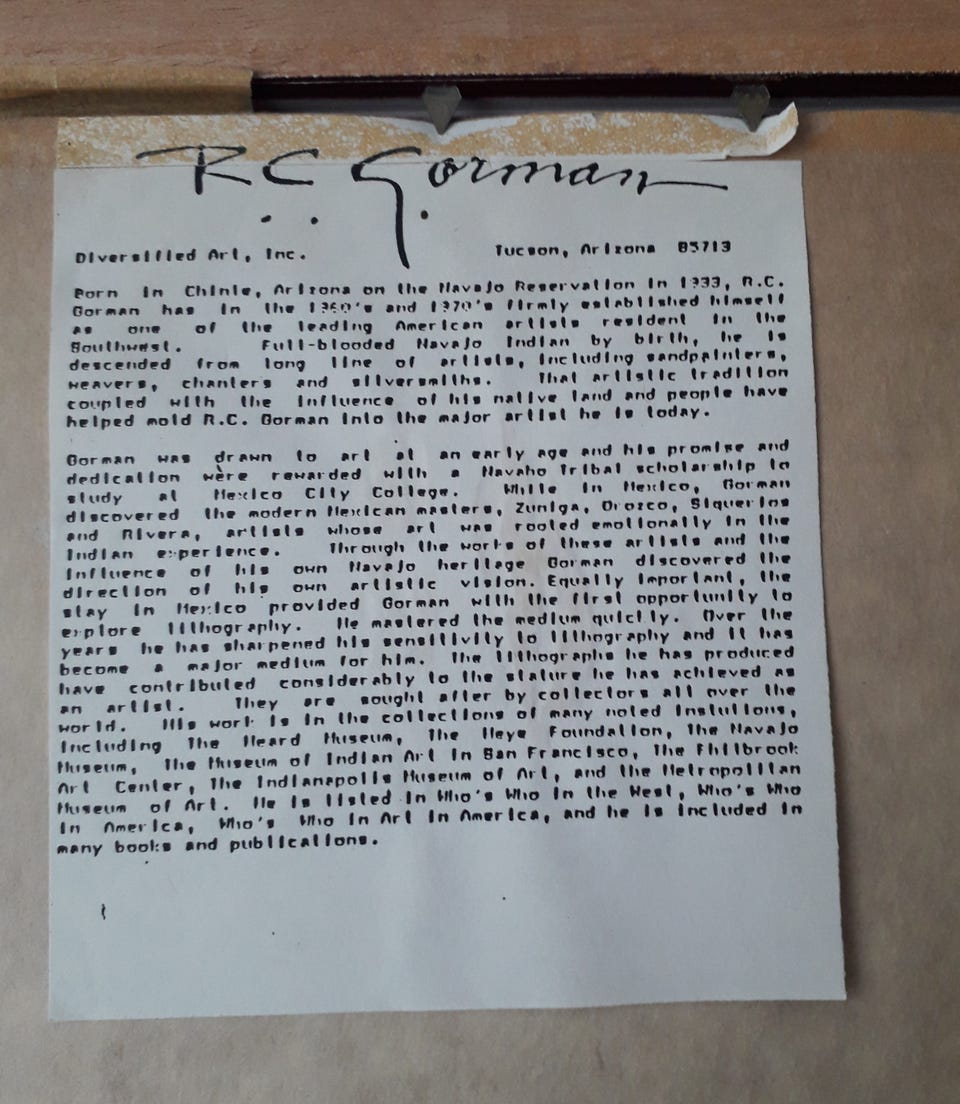 R.C. Gorman
Diversified Art, Inc. Tucson, Arizona 85713
Born in Chinle, Arizona on the Navajo Reservation in 1933, R.C.
Gorman has in the 1960's and 1970's firmly established himself
as one of the leading American artists resident in the
Southwest. Full-blooded Navajo Indian by birth, he is
descended from long line of artists, including sandpainters,
weavers, chanters and silversmiths. That artistic tradition
coupled with the influence of his native land and people have
helped mold R.C. Gorman into the major artist he is today.
Gorman was drawn to art at an early age and his promise and
dedication were rewarded with a Navaho Tribal scholarship to
study at Mexico City College. While in Mexico, Gorman
discovered the modern Mexican masters, Zuniga, Orozco, Siquerios
and Rivera, artists whose art was rooted emotionally in the
Indian experience. Through the works of these artists and the
influence of his own Navajo heritage Gorman discovered the
direction of his own artistic vision. Equally important, the
stay in Mexico provided Gorman with the first opportunity to
explore lithography. He mastered the medium quickly. Over the
years he has sharpened his sensitivity to lithography and it has
become a major medium for him. The lithographs he has produced
have contributed considerably to the stature he has achieved as
an artist. They are sought after by collectors all over the
world. His work is in the collections of many noted instutions,
including The Heard Museum, The Heye Foundation, The Navajo
Museum, The Museum of Indian Art in San Francisco, The Philbrook
Art Center, The Indianapolis Museum of Art, and the Metropolitan
Museum of Art. He is listed in Who's Who in the West, Who's Who
in America, Who's Who in Art in America, and he is included in
many books and publications.